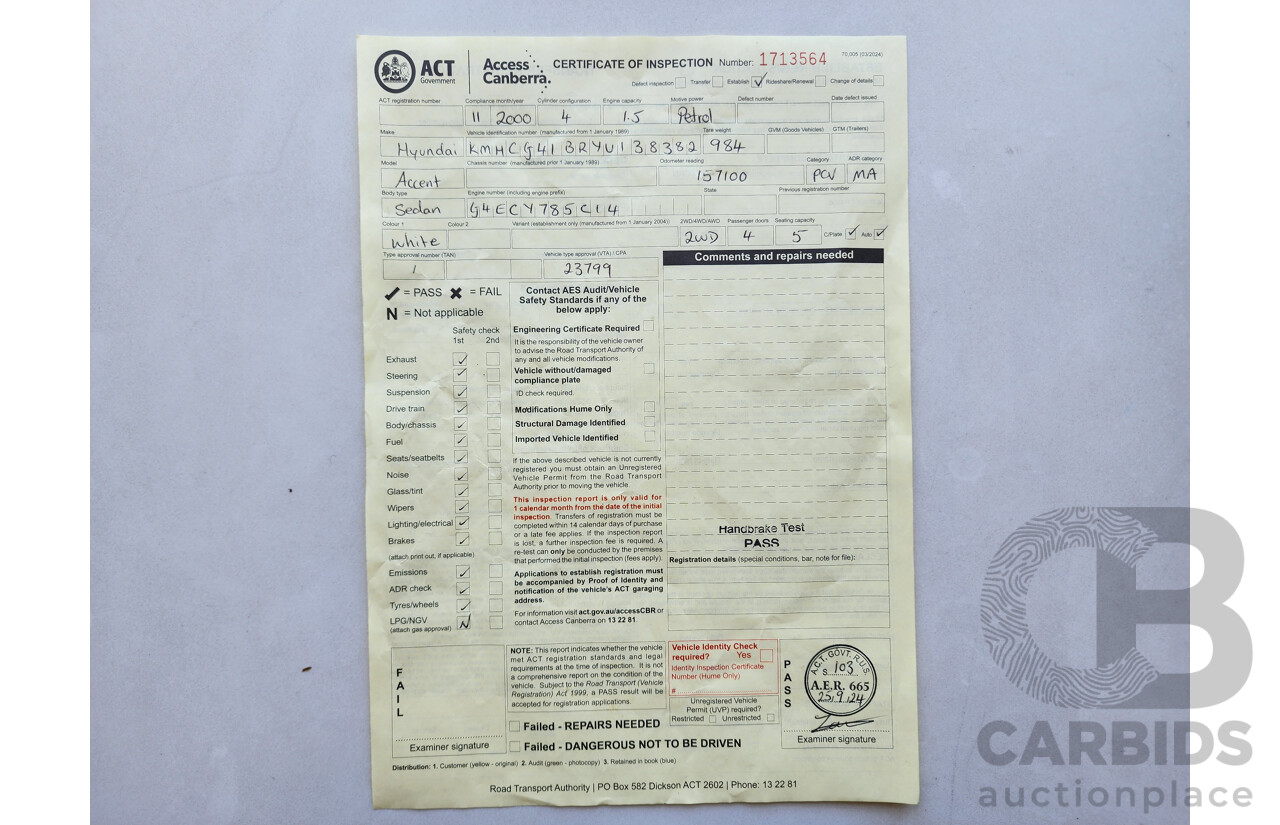 ACT Government
Access Canberra.
CERTIFICATE OF INSPECTION Number: 1713564
70.005 (03/2024)
Defect inspection Transfer Establish ✓ Rideshare/Renewal Change of details
ACT registration number Compliance month/year Cylinder configuration Engine capacity Motive power Defect number Date defect issued
11 2000 4 1.5 Petrol
Make Vehicle identification number (manufactured from 1 January 1989) Tare weight GVM (Goods Vehicles) GTM (Trailers)
Hyundai KMHCG41BRYU138382 984
Model Chassis number (manufactured prior 1 January 1989) Odometer reading Category ADR category
Accent 157100 PCV MA
Body type Engine number (including engine prefix) State Previous registration number
Sedan G4ECY785C14
Colour 1 Colour 2 Variant (establishment only (manufactured from 1 January 2004)) 2WD/4WD/AWD Passenger doors Seating capacity
White 2WD 4 5 C/Plate ✓ Auto ✓
Type approval number (TAN) Vehicle type approval (VTA) / CPA
/ 23799
Comments and repairs needed
✓ = PASS ✖ = FAIL
N = Not applicable
Safety check
1st 2nd
Exhaust ✓
Steering ✓
Suspension ✓
Drive train ✓
Body/chassis ✓
Fuel ✓
Seats/seatbelts ✓
Noise ✓
Glass/tint ✓
Wipers ✓
Lighting/electrical ✓
Brakes ✓
(attach print out, if applicable)
Emissions ✓
ADR check ✓
Tyres/wheels ✓
LPG/NGV N
(attach gas approval)
Contact AES Audit/Vehicle
Safety Standards if any of the
below apply:
Engineering Certificate Required
It is the responsibility of the vehicle owner
to advise the Road Transport Authority of
any and all vehicle modifications.
Vehicle without/damaged
compliance plate
ID check required.
Modifications Hume Only
Structural Damage Identified
Imported Vehicle Identified
If the above described vehicle is not currently
registered you must obtain an Unregistered
Vehicle Permit from the Road Transport
Authority prior to moving the vehicle.
This inspection report is only valid for
1 calendar month from the date of the initial
inspection. Transfers of registration must be
completed within 14 calendar days of purchase
or a late fee applies. If the inspection report
is lost, a further inspection fee is required. A
re-test can only be conducted by the premises
that performed the initial inspection (fees apply).
Applications to establish registration must
be accompanied by Proof of Identity and
notification of the vehicle's ACT garaging
address.
For information visit act.gov.au/accessCBR or
contact Access Canberra on 13 22 81.
Handbrake Test
PASS
Registration details (special conditions, bar, note for file):
FAIL
Examiner signature
NOTE: This report indicates whether the vehicle
met ACT registration standards and legal
requirements at the time of inspection. It is not
a comprehensive report on the condition of the
vehicle. Subject to the Road Transport (Vehicle
Registration) Act 1999, a PASS result will be
accepted for registration applications.
Failed - REPAIRS NEEDED
Failed - DANGEROUS NOT TO BE DRIVEN
Vehicle Identity Check
required? Yes
Identity Inspection Certificate
Number (Hume Only)
#
Unregistered Vehicle
Permit (UVP) required?
Restricted Unrestricted
PASS
A.C.T. GOVT. R.U.S.
S 103
A.E.R. 665
25.9.24
Examiner signature
Distribution: 1. Customer (yellow - original) 2. Audit (green - photocopy) 3. Retained in book (blue)
Road Transport Authority | PO Box 582 Dickson ACT 2602 | Phone: 13 22 81
CARBIDS
auctionplace